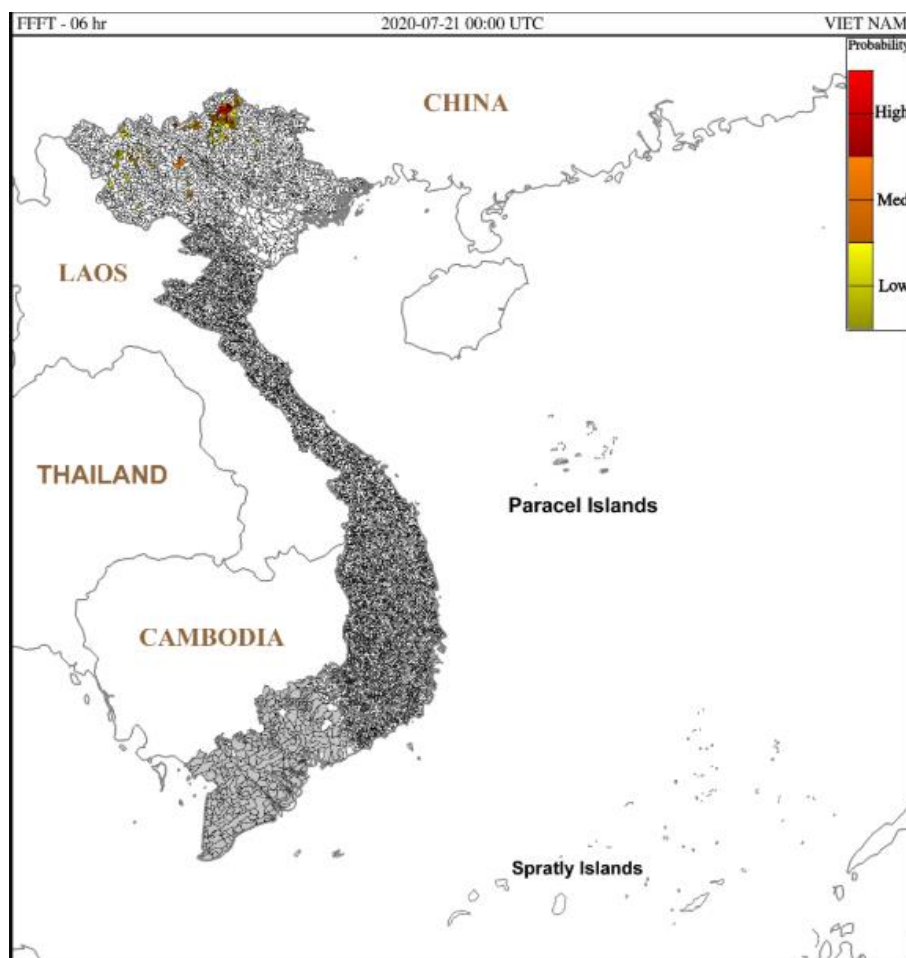 FFFT - 06 hr 2020-07-21 00:00 UTC VIET NAM
Probability
High
Med
Low
CHINA
LAOS
THAILAND
Paracel Islands
CAMBODIA
Spratly Islands